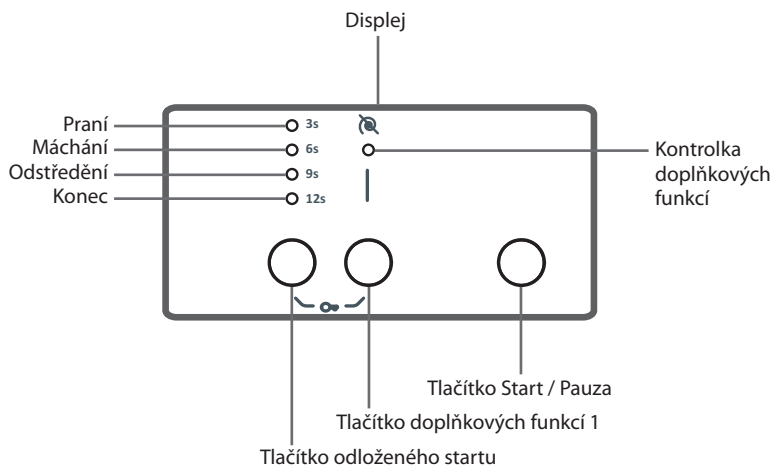 Displej
Praní
3s
Máchání
6s
Odstředění
9s
Konec
12s
Kontrolka
doplňkových
funkcí
Tlačítko Start / Pauza
Tlačítko doplňkových funkcí 1
Tlačítko odloženého startu